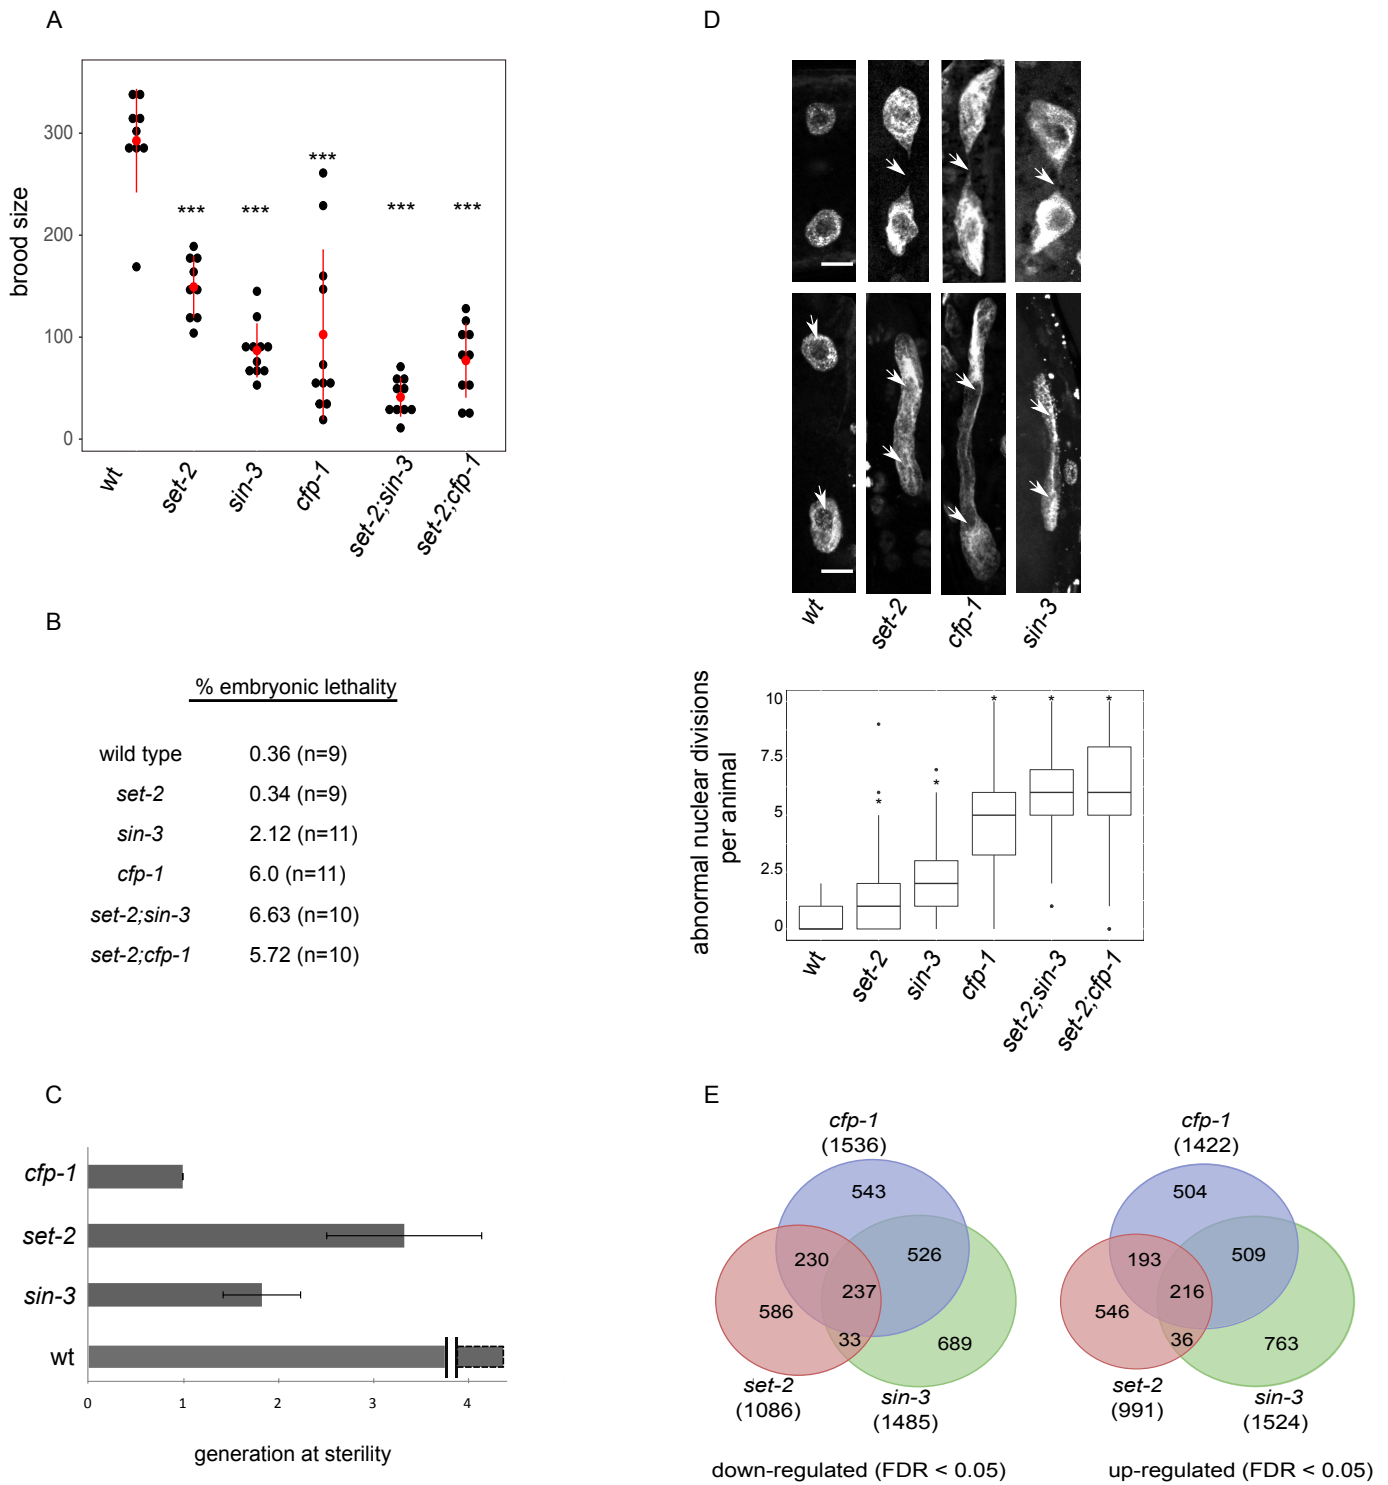 A
300
200
100
0
brood size
***
***
***
***
***
wt
set-2
sin-3
cfp-1
set-2;sin-3
set-2;cfp-1
B
% embryonic lethality
wild type 0.36 (n=9)
set-2 0.34 (n=9)
sin-3 2.12 (n=11)
cfp-1 6.0 (n=11)
set-2;sin-3 6.63 (n=10)
set-2;cfp-1 5.72 (n=10)
C
cfp-1
set-2
sin-3
wt
0 1 2 3 4
generation at sterility
D
wt
set-2
cfp-1
sin-3
abnormal nuclear divisions
per animal
10
7.5
5
2.5
0
*
*
*
*
*
wt
set-2
sin-3
cfp-1
set-2;sin-3
set-2;cfp-1
E
cfp-1
(1536)
543
230
526
237
586
33
689
set-2
(1086)
sin-3
(1485)
down-regulated (FDR < 0.05)
cfp-1
(1422)
504
193
509
216
546
36
763
set-2
(991)
sin-3
(1524)
up-regulated (FDR < 0.05)